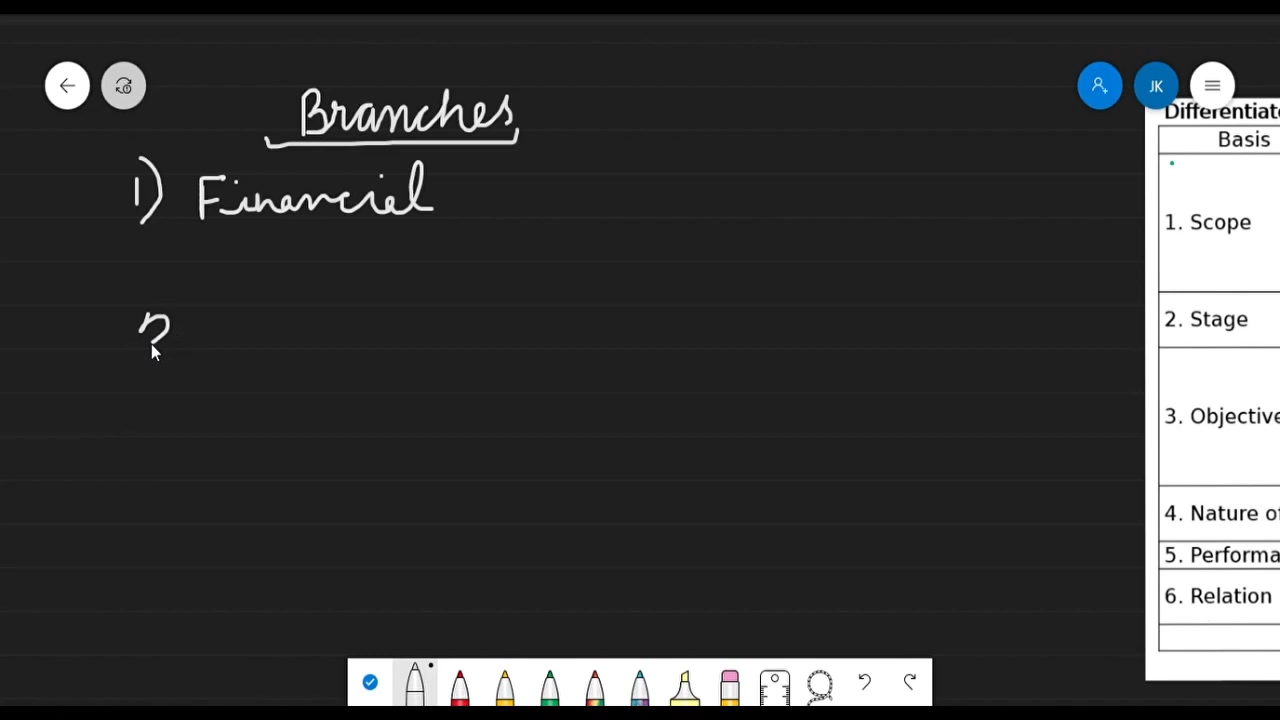 Branches
1) Financial
2
JK
Differentiate
Basis
1. Scope
2. Stage
3. Objective
4. Nature of
5. Performa
6. Relation